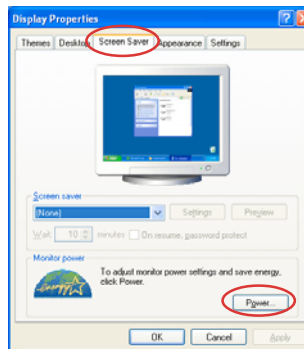 Display Properties
Themes Desktop Screen Saver Appearance Settings
Screen saver
(None) Settings Preview
Wait: 10 minutes On resume, password protect
Monitor power
To adjust monitor power settings and save energy,
click Power.
Power...
OK Cancel Apply